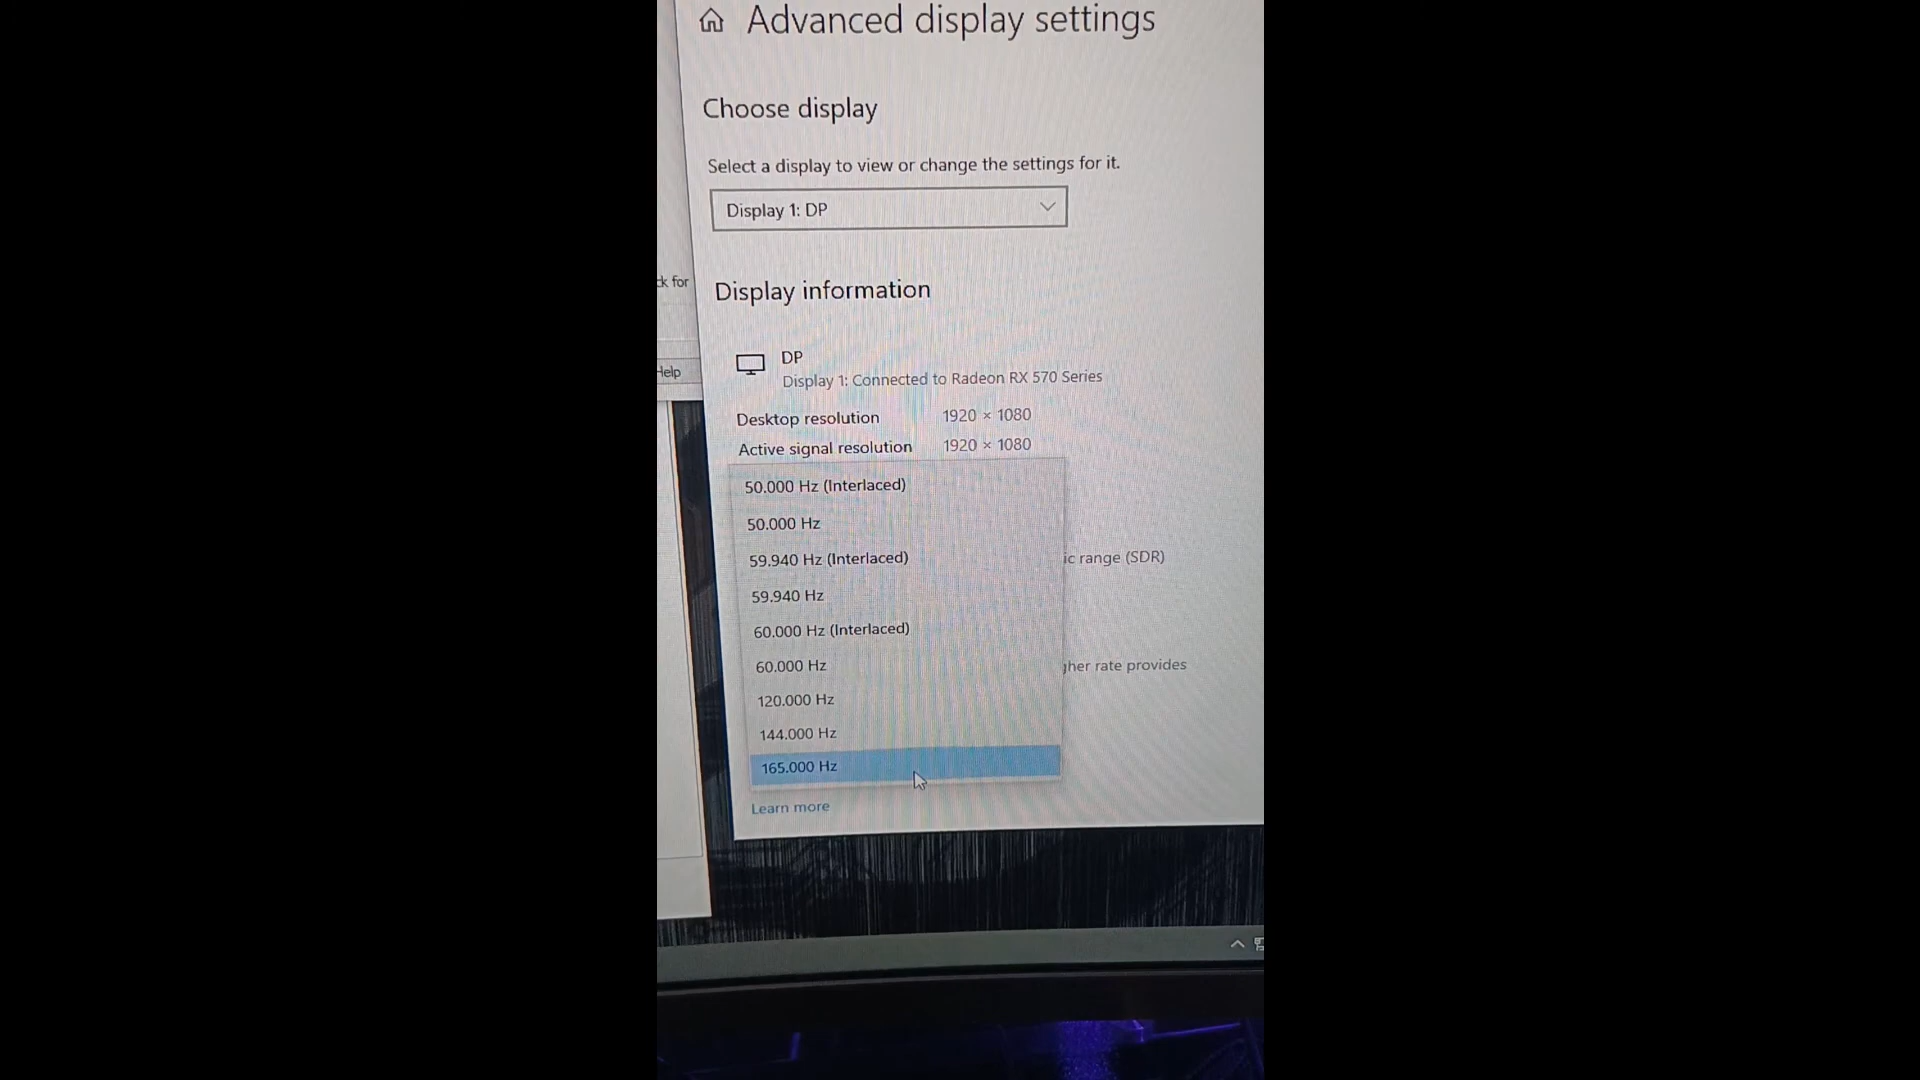 Advanced display settings
Choose display
Select a display to view or change the settings for it.
Display 1: DP
ck for
Display information
Help
DP
Display 1: Connected to Radeon RX 570 Series
Desktop resolution 1920 × 1080
Active signal resolution 1920 × 1080
50.000 Hz (Interlaced)
50.000 Hz
59.940 Hz (Interlaced)
ic range (SDR)
59.940 Hz
60.000 Hz (Interlaced)
60.000 Hz
gher rate provides
120.000 Hz
144.000 Hz
165.000 Hz
Learn more